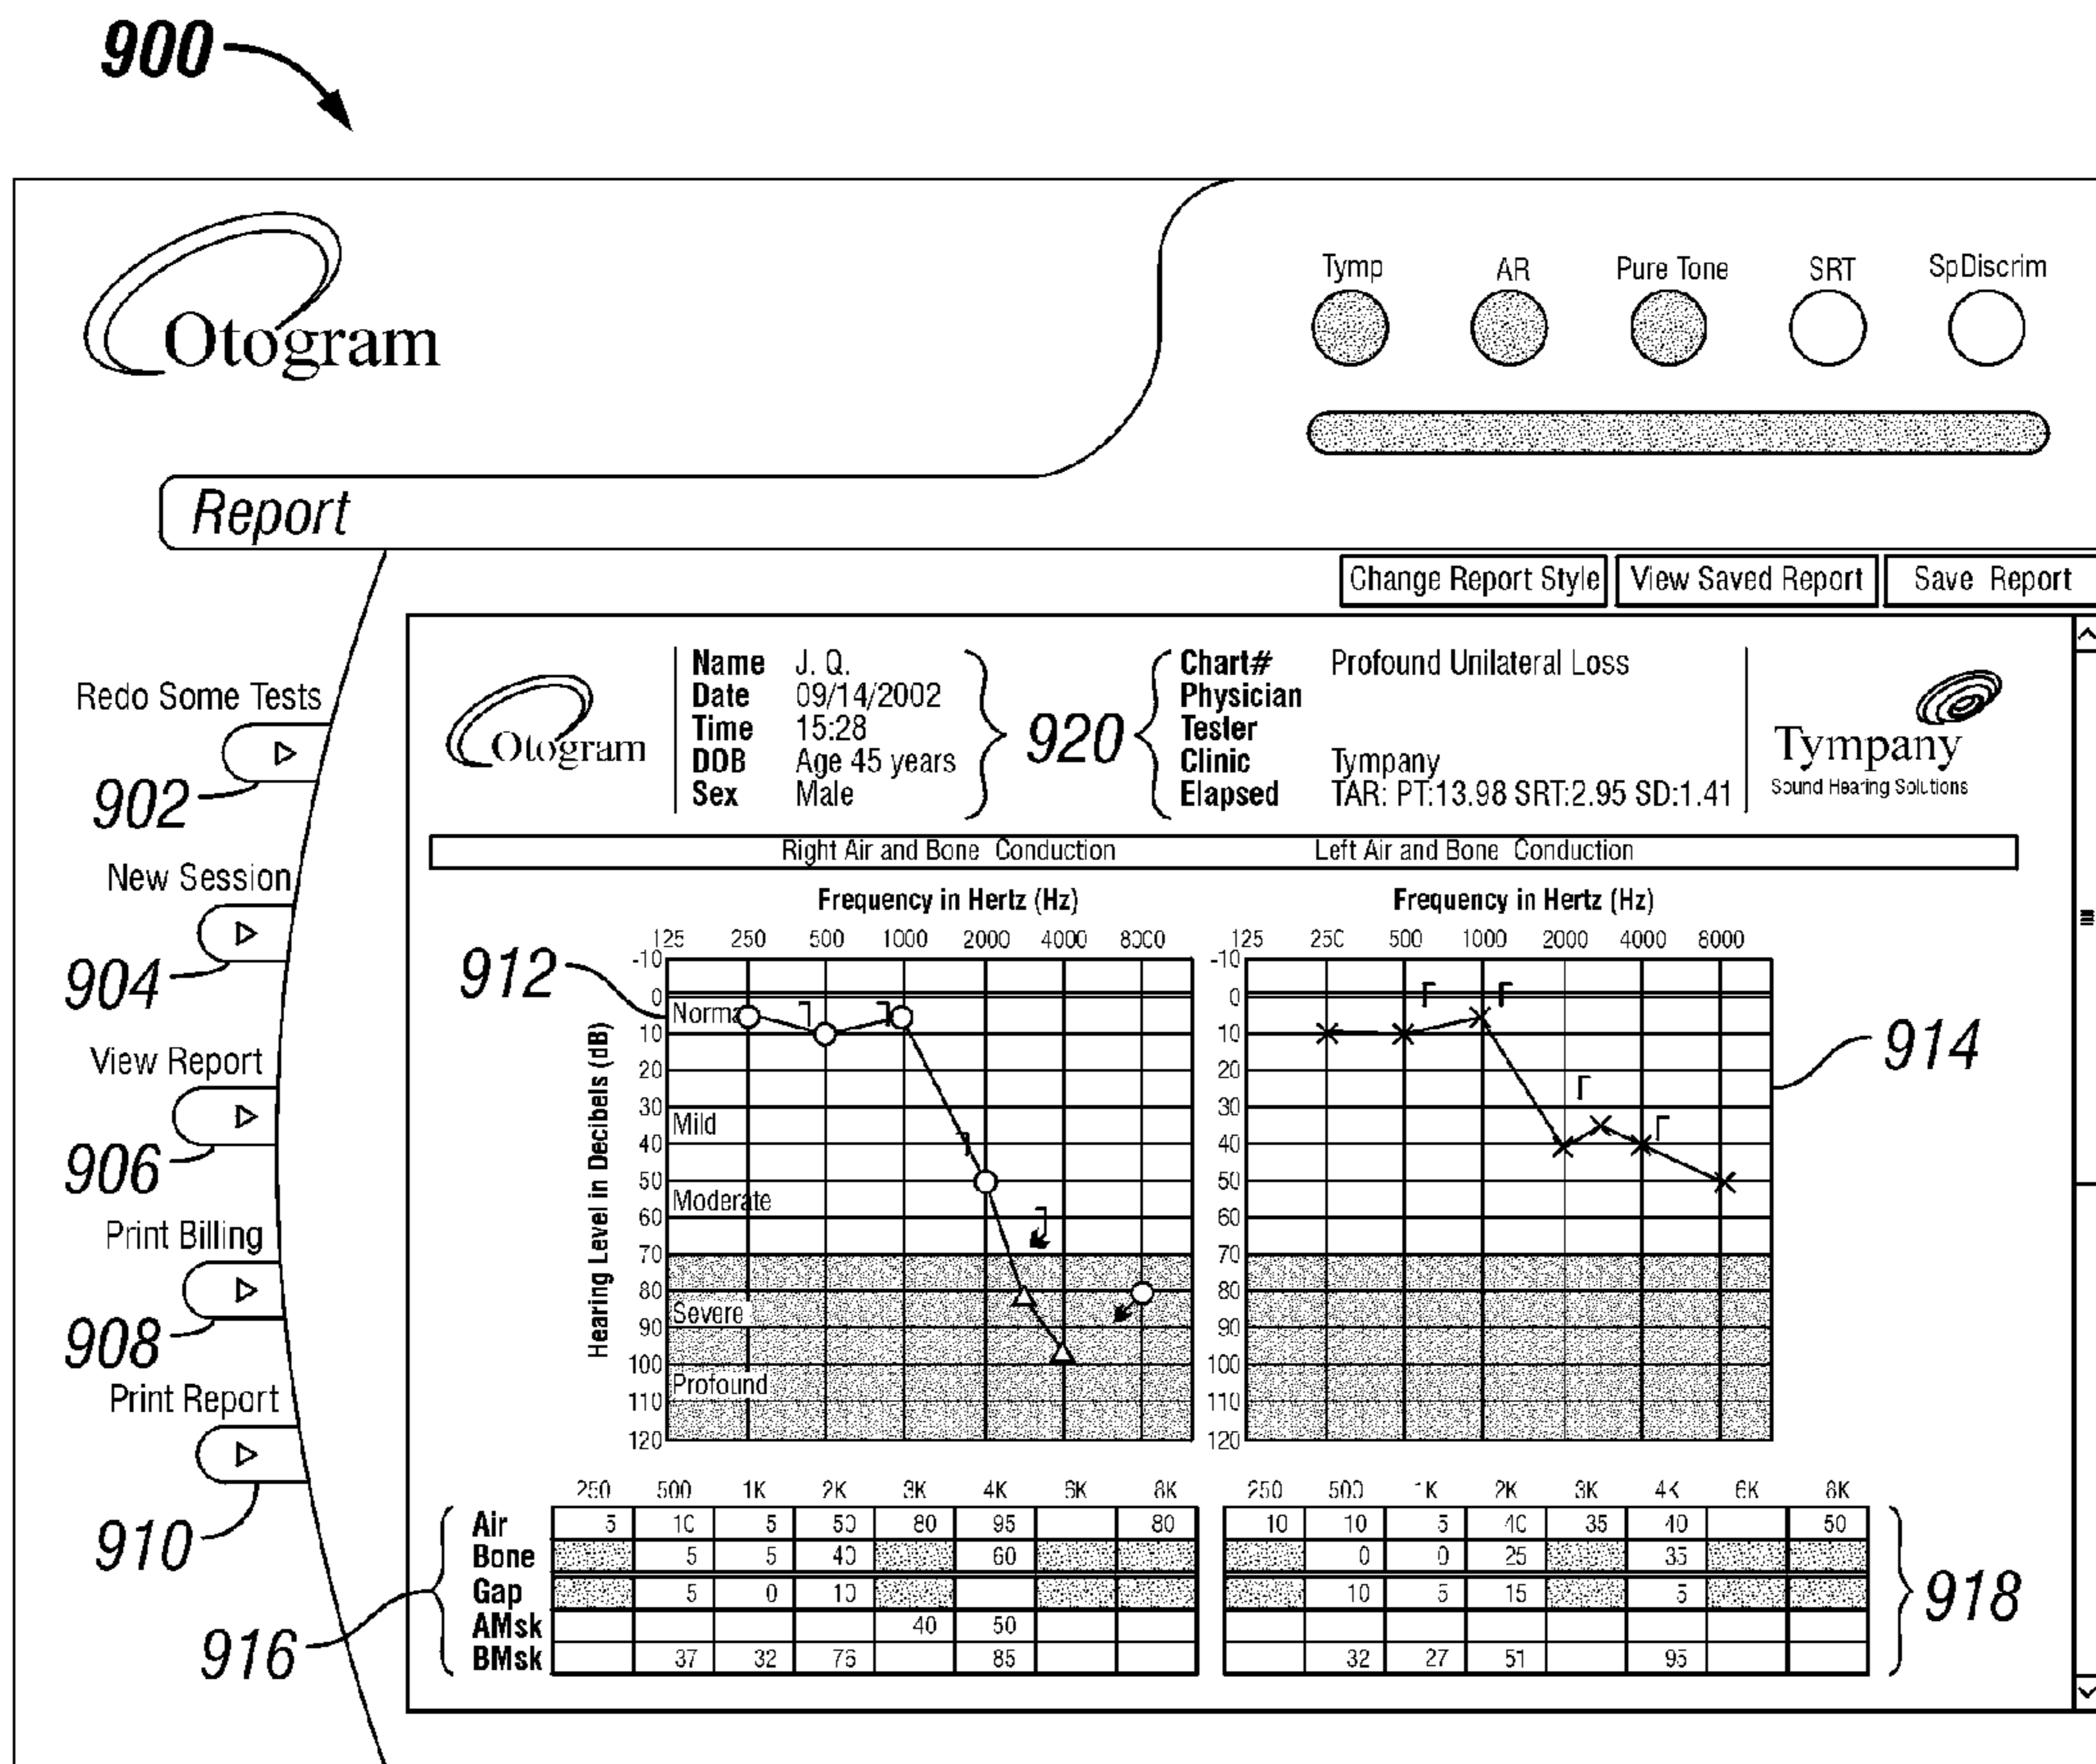 900
Otogram
Tymp AR Pure Tone SRT SpDiscrim
Report
Change Report Style View Saved Report Save Report
Redo Some Tests
902
New Session
904
View Report
906
Print Billing
908
Print Report
910
Otogram
Name J. Q.
Date 09/14/2002
Time 15:28
DOB Age 45 years
Sex Male
920
Chart# Profound Unilateral Loss
Physician
Tester
Clinic Tympany
Elapsed TAR: PT:13.98 SRT:2.95 SD:1.41
Tympany
Sound Hearing Solutions
Right Air and Bone Conduction Left Air and Bone Conduction
Frequency in Hertz (Hz) Frequency in Hertz (Hz)
125 250 500 1000 2000 4000 8000 125 250 500 1000 2000 4000 8000
912
914
Hearing Level in Decibels (dB)
-10 -10
0 0
Normal
10 10
20 20
30 30
Mild
40 40
50 50
Moderate
60 60
70 70
80 80
Severe
90 90
100 100
Profound
110 110
120 120
250 500 1K 2K 3K 4K 6K 8K 250 500 1K 2K 3K 4K 6K 8K
Air 5 10 5 50 80 95 80 10 10 5 40 35 40 50
Bone 5 5 40 60 0 0 25 35
Gap 5 0 10 10 5 15 5
AMsk 40 50
BMsk 37 32 76 85 32 27 51 95
916
918